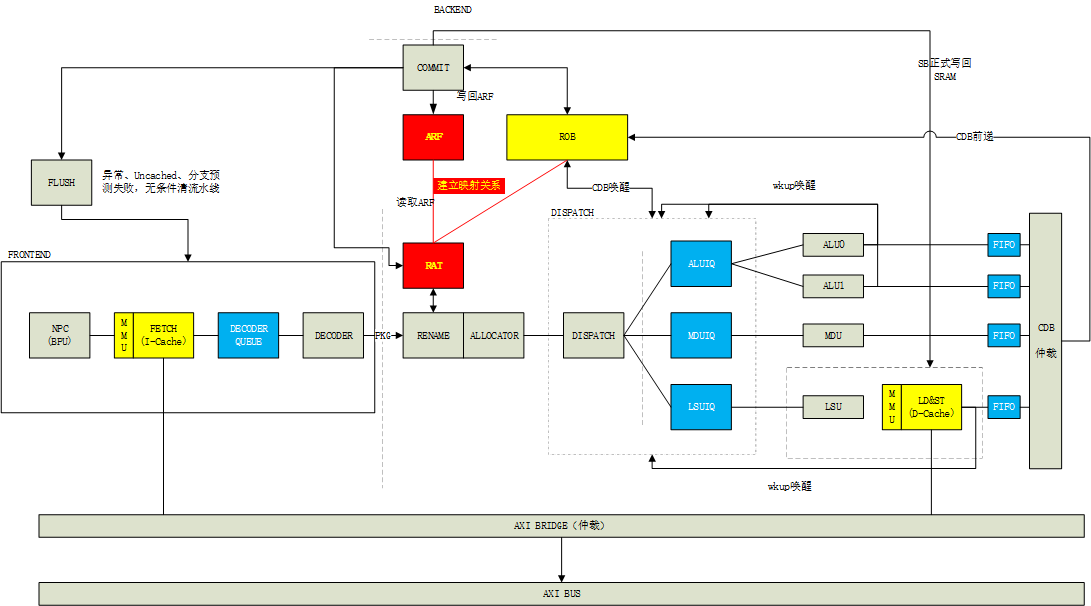 BACKEND
COMMIT
SB正式写回
SRAM
写回ARF
ARF
ROB
CDB前递
FLUSH
异常、Uncached、分支预
测失败，无条件清流水线
建立映射关系
CDB唤醒
wkup唤醒
读取ARF
DISPATCH
FRONTEND
RAT
ALUIQ
ALU0
FIFO
ALU1
FIFO
NPC
(BFU)
M
M
U
FETCH
(I-Cache)
DECODER
QUEUE
DECODER
PKG
RENAME
ALLOCATOR
DISPATCH
MDUIQ
MDU
FIFO
CDB
仲裁
LSUIQ
LSU
M
M
U
LD&ST
(D-Cache)
FIFO
wkup唤醒
AXI BRIDGE（仲裁）
AXI BUS